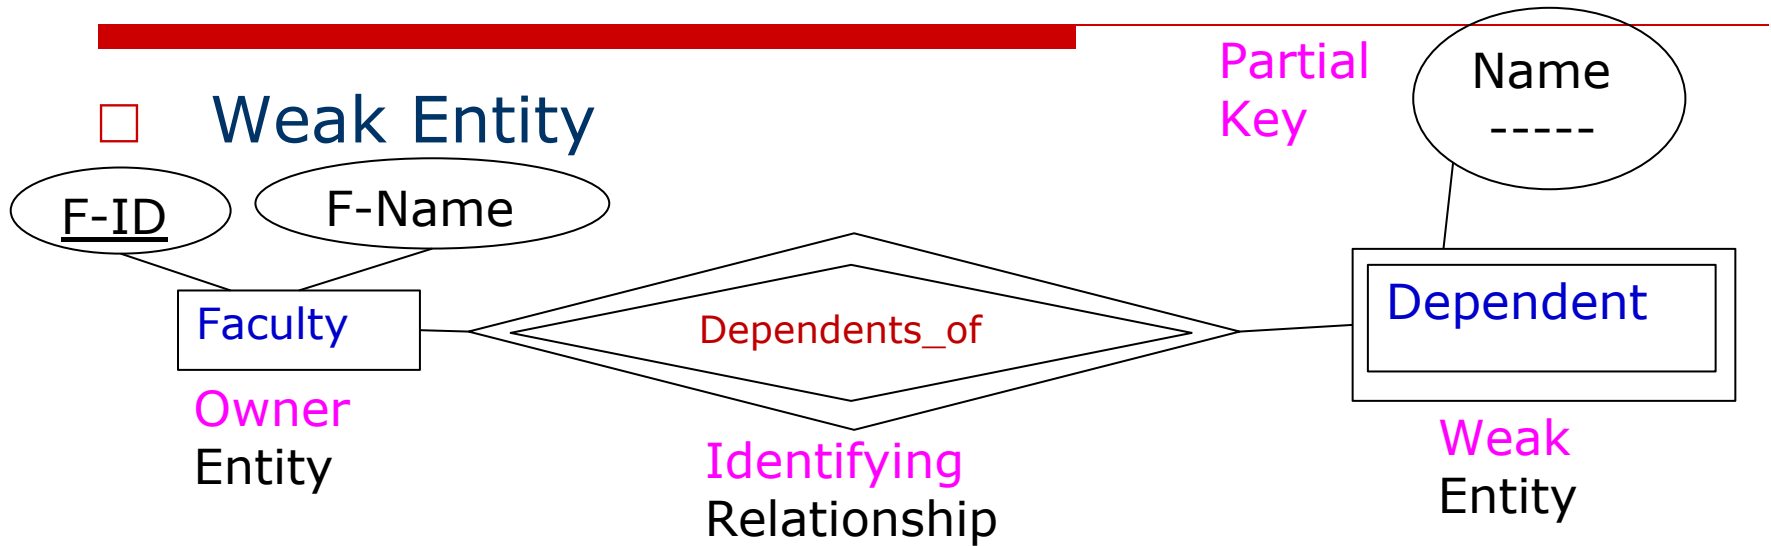 Partial
Key
Name
-----
Weak Entity
F-ID
F-Name
Faculty
Dependents_of
Dependent
Owner
Entity
Identifying
Relationship
Weak
Entity